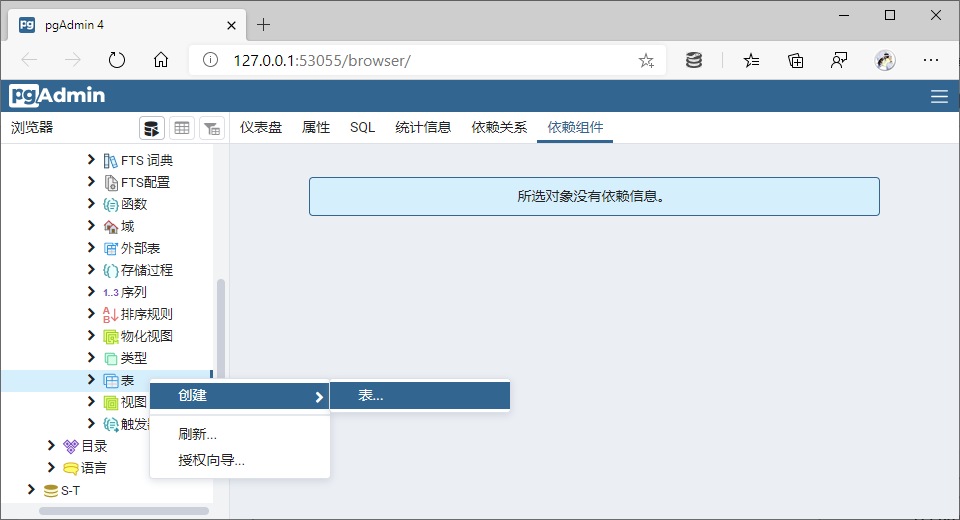 pgAdmin 4
127.0.0.1:53055/browser/
pgAdmin
浏览器
仪表盘 属性 SQL 统计信息 依赖关系 依赖组件
所选对象没有依赖信息。
FTS 词典
FTS配置
函数
域
外部表
存储过程
1..3 序列
排序规则
物化视图
类型
表
创建
表...
视图
刷新...
授权向导...
目录
语言
S-T